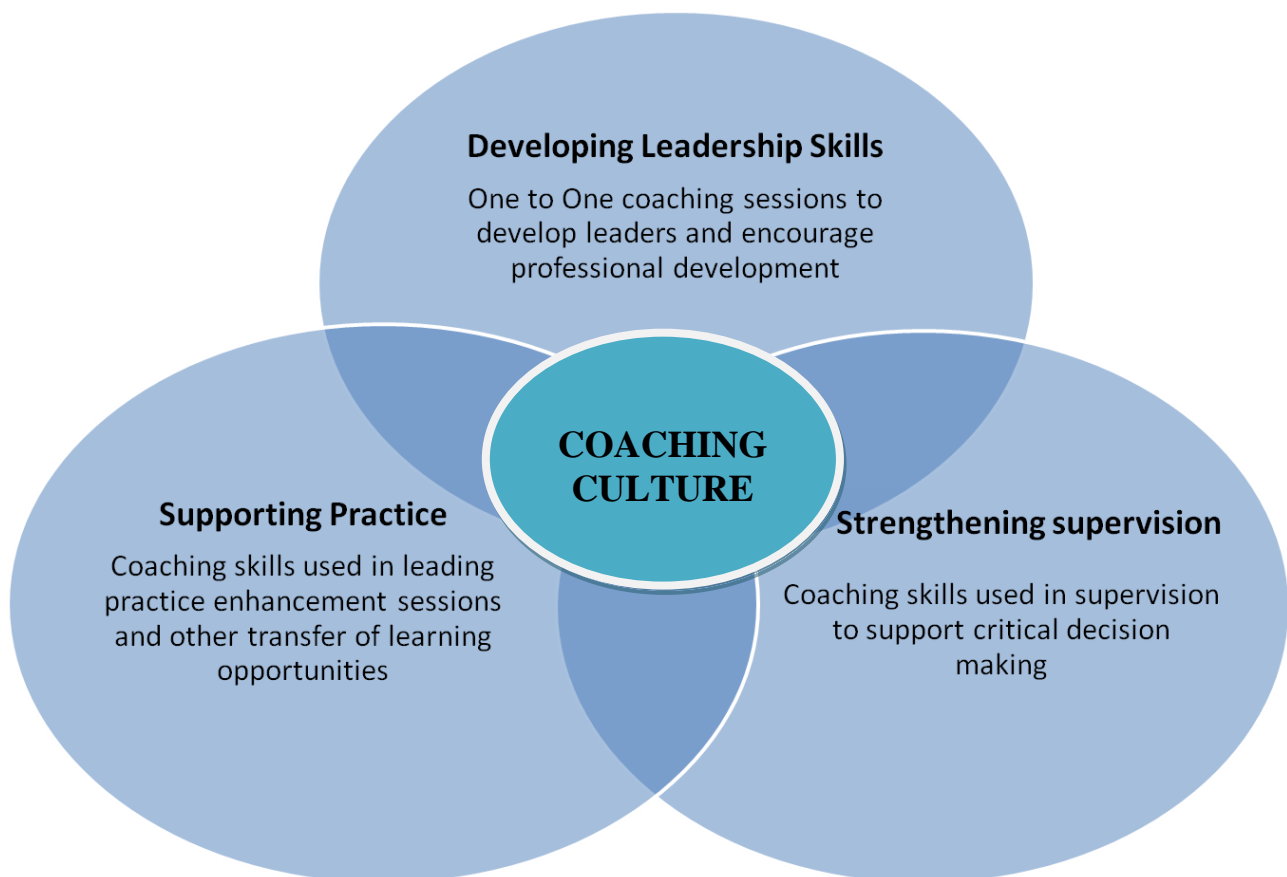 Developing Leadership Skills
One to One coaching sessions to
develop leaders and encourage
professional development
COACHING
CULTURE
Supporting Practice
Coaching skills used in leading
practice enhancement sessions
and other transfer of learning
opportunities
Strengthening supervision
Coaching skills used in supervision
to support critical decision
making